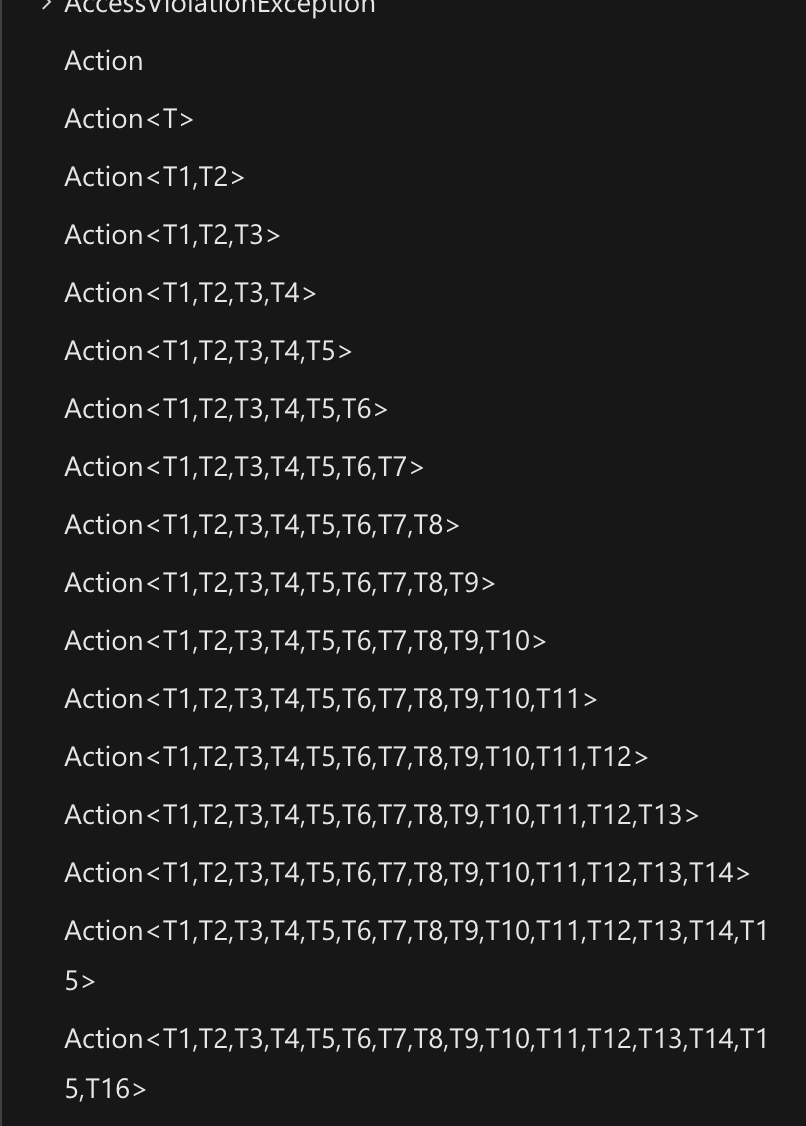 AccessViolationException
Action
Action<T>
Action<T1,T2>
Action<T1,T2,T3>
Action<T1,T2,T3,T4>
Action<T1,T2,T3,T4,T5>
Action<T1,T2,T3,T4,T5,T6>
Action<T1,T2,T3,T4,T5,T6,T7>
Action<T1,T2,T3,T4,T5,T6,T7,T8>
Action<T1,T2,T3,T4,T5,T6,T7,T8,T9>
Action<T1,T2,T3,T4,T5,T6,T7,T8,T9,T10>
Action<T1,T2,T3,T4,T5,T6,T7,T8,T9,T10,T11>
Action<T1,T2,T3,T4,T5,T6,T7,T8,T9,T10,T11,T12>
Action<T1,T2,T3,T4,T5,T6,T7,T8,T9,T10,T11,T12,T13>
Action<T1,T2,T3,T4,T5,T6,T7,T8,T9,T10,T11,T12,T13,T14>
Action<T1,T2,T3,T4,T5,T6,T7,T8,T9,T10,T11,T12,T13,T14,T1
5>
Action<T1,T2,T3,T4,T5,T6,T7,T8,T9,T10,T11,T12,T13,T14,T1
5,T16>